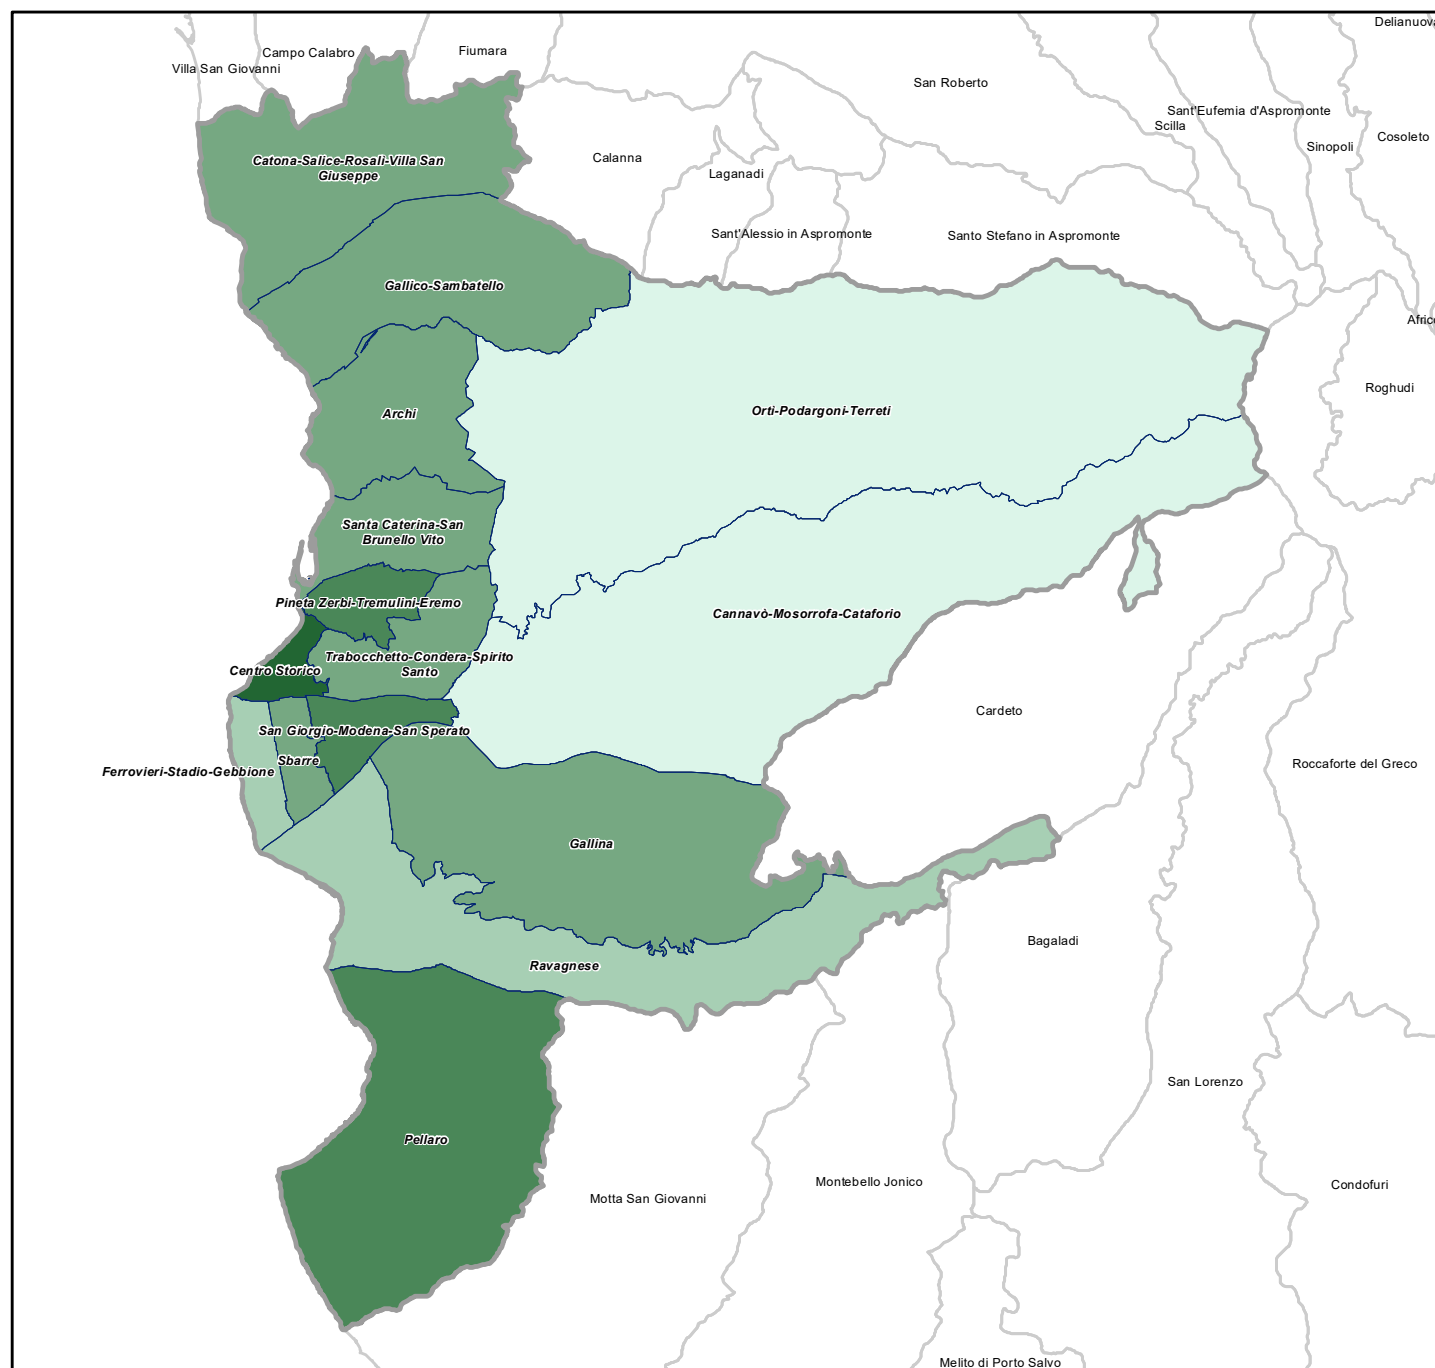 Delianuova
Campo Calabro
Fiumara
Villa San Giovanni
San Roberto
Sant'Eufemia d'Aspromonte
Scilla
Cosoleto
Sinopoli
Calanna
Catona-Salice-Rosali-Villa San
Giuseppe
Laganadi
Sant'Alessio in Aspromonte
Santo Stefano in Aspromonte
Gallico-Sambatello
Afric
Roghudi
Archi
Orti-Podargoni-Terreti
Santa Caterina-San
Brunello Vito
Pineta Zerbi-Tremulini-Eremo
Cannavò-Mosorrofa-Cataforio
Trabocchetto-Condera-Spirito
Santo
Centro Storico
Cardeto
San Giorgio-Modena-San Sperato
Sbarre
Ferrovieri-Stadio-Gebbione
Roccaforte del Greco
Gallina
Bagaladi
Ravagnese
San Lorenzo
Pellaro
Montebello Jonico
Condofuri
Motta San Giovanni
Melito di Porto Salvo